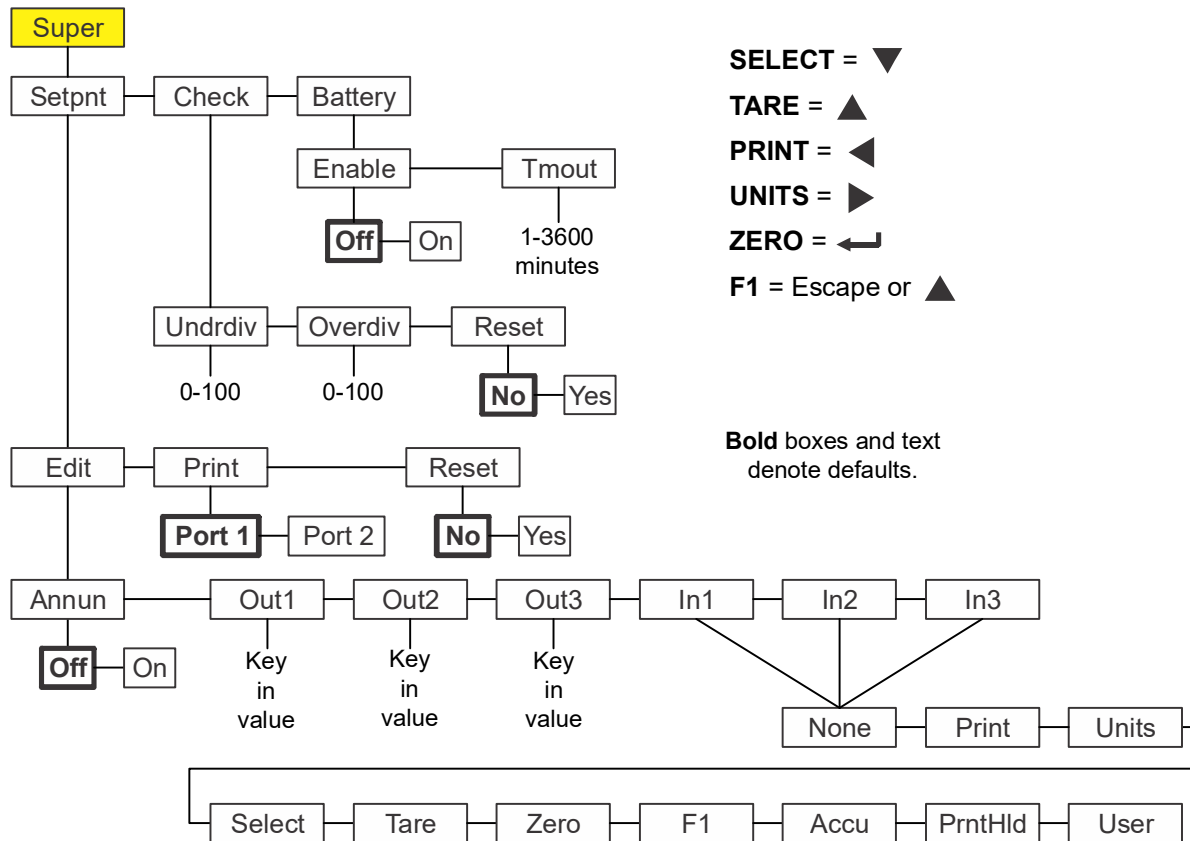 Super
SELECT =
Setpnt Check Battery
TARE =
PRINT =
Enable Tmout
UNITS =
Off On
1-3600
minutes
ZERO =
F1 = Escape or
Undrdiv Overdiv Reset
0-100 0-100
No Yes
Bold boxes and text
denote defaults.
Edit Print Reset
Port 1 Port 2 No Yes
Annun Out1 Out2 Out3 In1 In2 In3
Off On
Key
in
value
Key
in
value
Key
in
value
None Print Units
Select Tare Zero F1 Accu PrntHld User